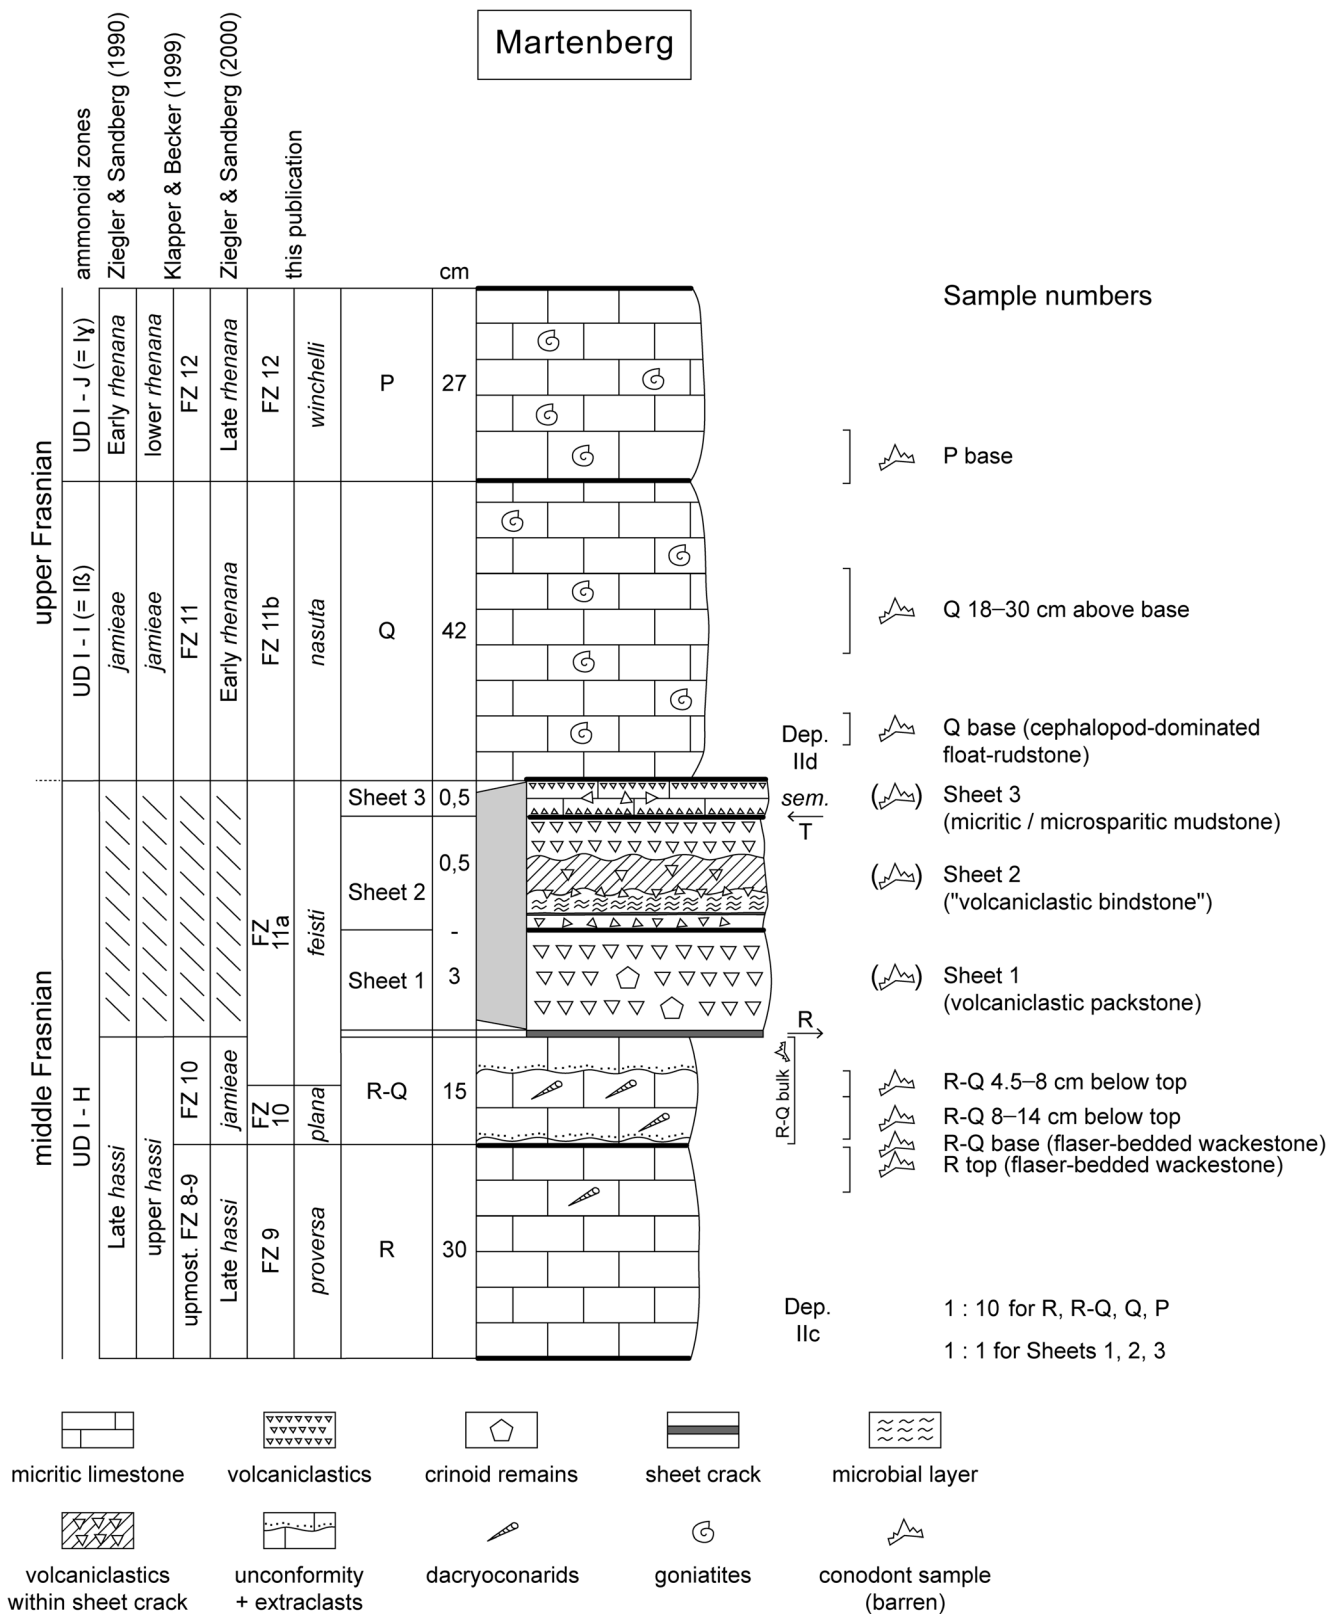 Martenberg
ammonoid zones
Ziegler & Sandberg (1990)
Klapper & Becker (1999)
Ziegler & Sandberg (2000)
this publication
cm
Sample numbers
upper Frasnian
middle Frasnian
UD I - J (= Iɣ)
Early rhenana
lower rhenana
FZ 12
Late rhenana
FZ 12
winchelli
P
27
P base
UD I - I (= Iß)
jamieae
jamieae
FZ 11
Early rhenana
FZ 11b
nasuta
Q
42
Q 18–30 cm above base
Dep.
IId
Q base (cephalopod-dominated
float-rudstone)
UD I - H
FZ
11a
feisti
Sheet 3
0,5
sem.
T
(
)
Sheet 3
(micritic / microsparitic mudstone)
Sheet 2
0,5
-
3
(
)
Sheet 2
("volcaniclastic bindstone")
Sheet 1
(
)
Sheet 1
(volcaniclastic packstone)
R
Late hassi
upper hassi
FZ 10
jamieae
FZ
10
plana
R-Q
15
R-Q bulk
R-Q 4.5–8 cm below top
R-Q 8–14 cm below top
R-Q base (flaser-bedded wackestone)
R top (flaser-bedded wackestone)
upmost. FZ 8-9
Late hassi
FZ 9
proversa
R
30
Dep.
IIc
1 : 10 for R, R-Q, Q, P
1 : 1 for Sheets 1, 2, 3
micritic limestone
volcaniclastics
crinoid remains
sheet crack
microbial layer
volcaniclastics
within sheet crack
unconformity
+ extraclasts
dacryoconarids
goniatites
conodont sample
(barren)